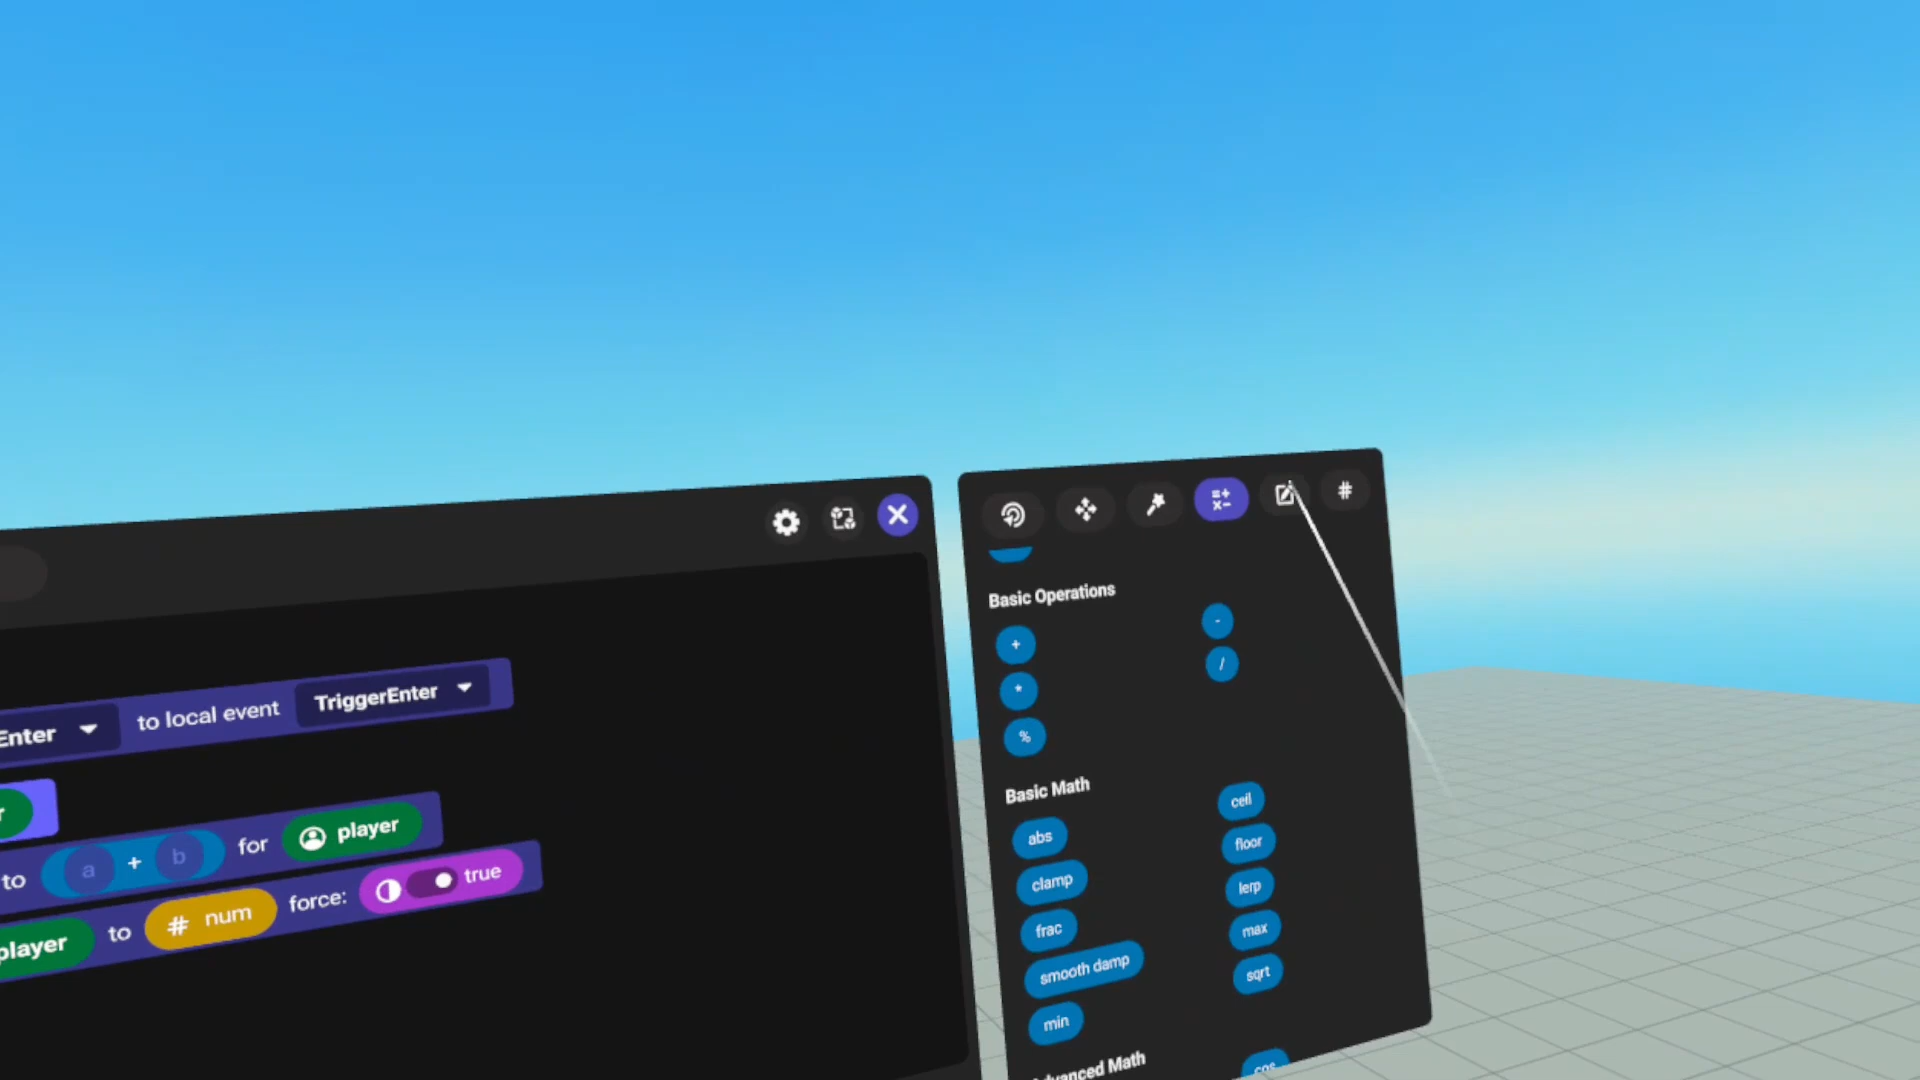 Enter to local event TriggerEnter
r
to a + b for player
player to # num force: true
#
Basic Operations
+ -
* /
%
Basic Math
abs ceil
clamp floor
frac lerp
smooth damp max
min sqrt
Advanced Math
cos